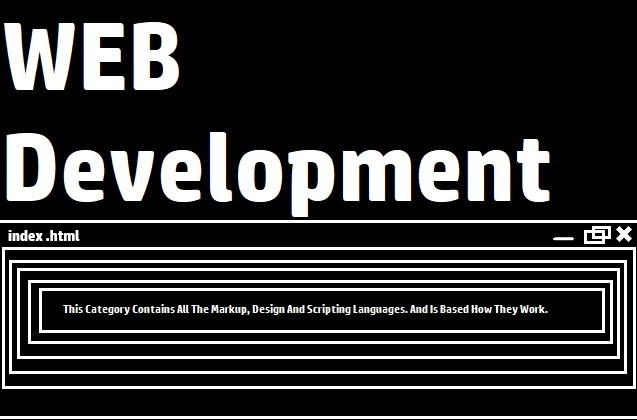 WEB
Development
index .html
This Category Contains All The Markup, Design And Scripting Languages. And Is Based How They Work.